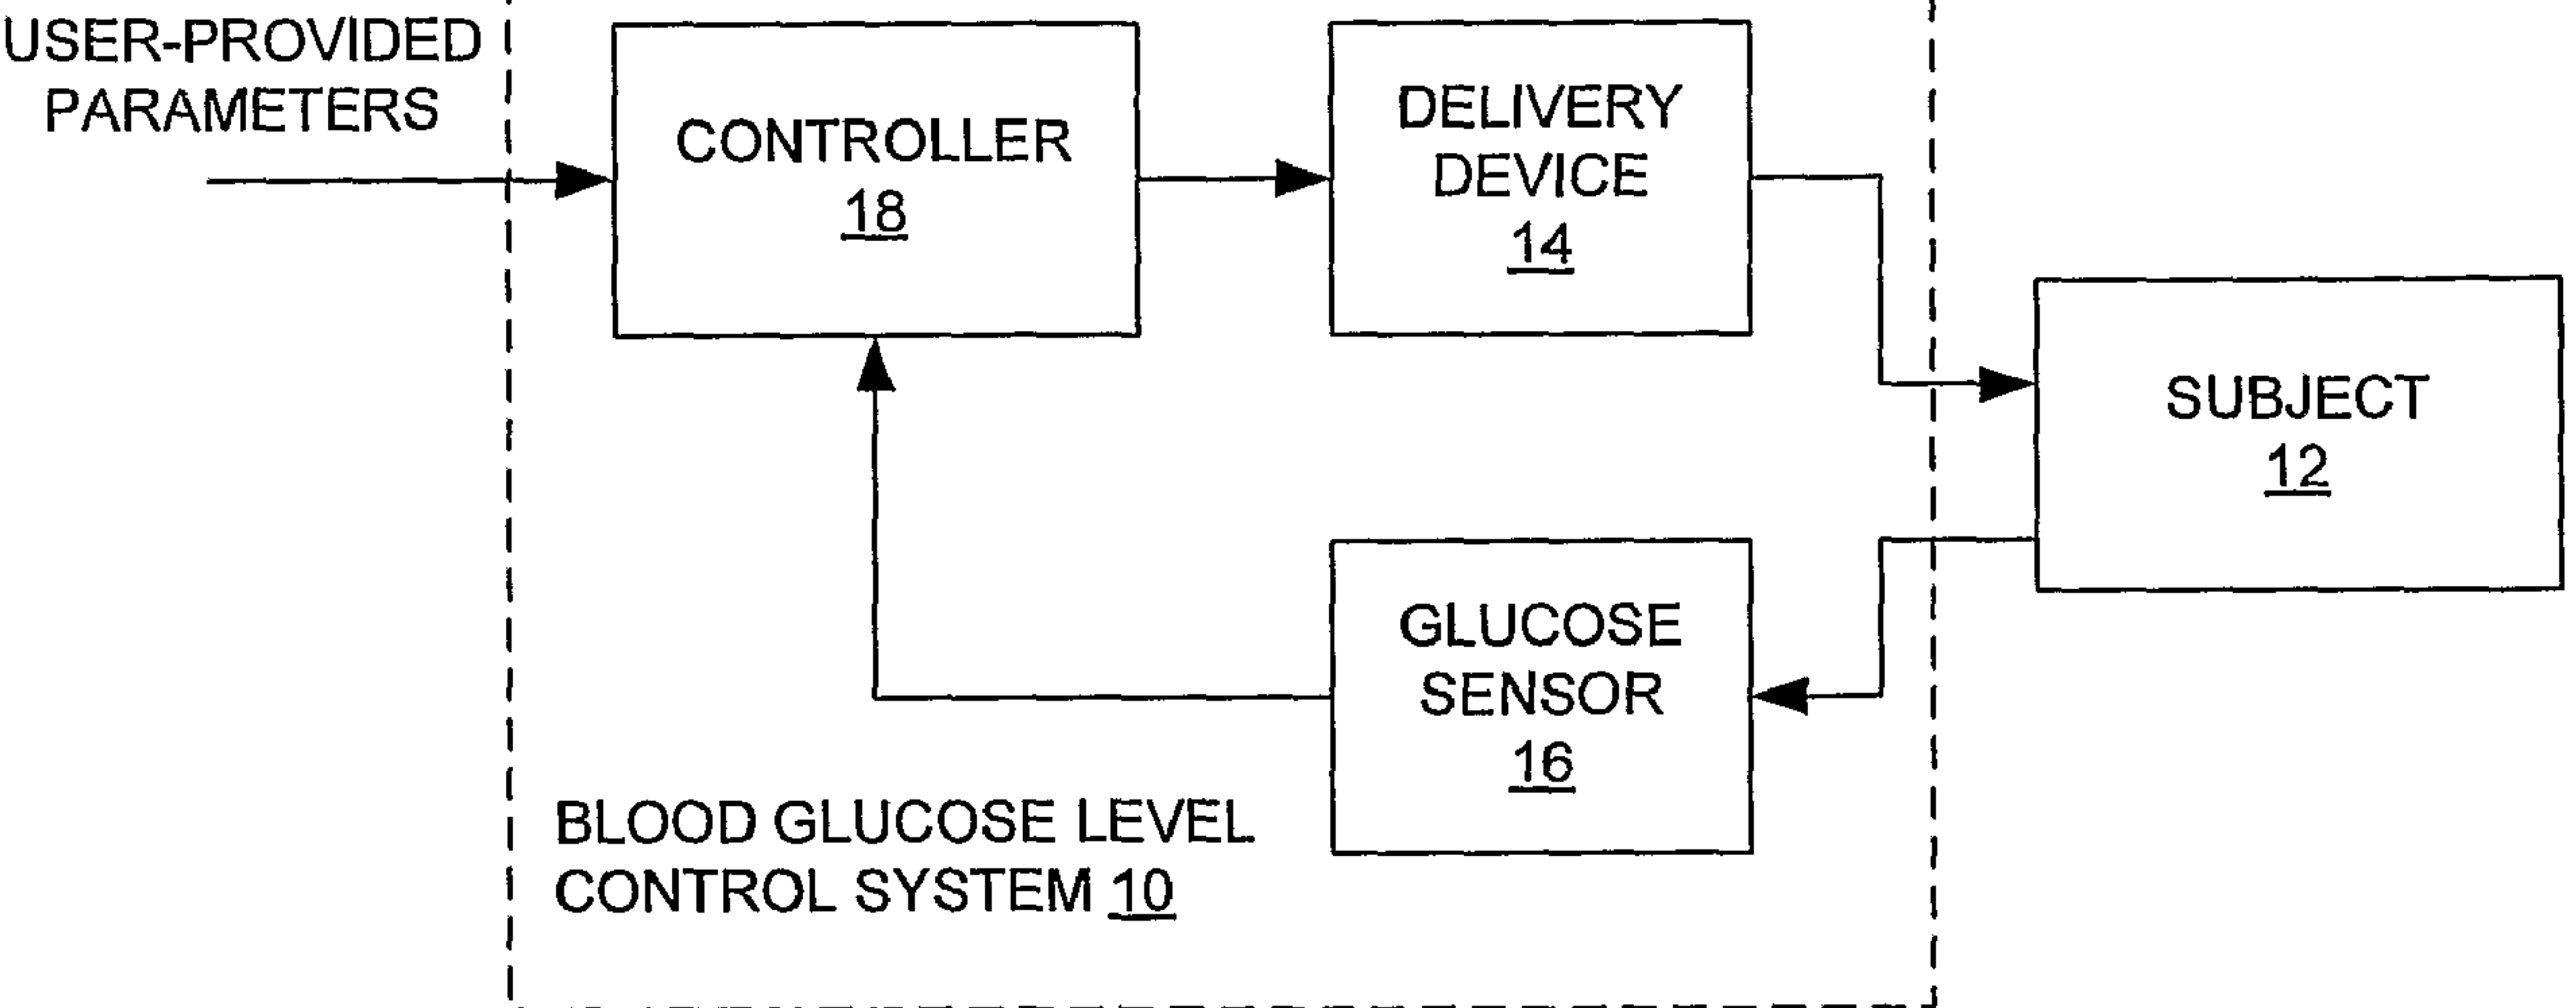 USER-PROVIDED
PARAMETERS
CONTROLLER
18
DELIVERY
DEVICE
14
SUBJECT
12
GLUCOSE
SENSOR
16
BLOOD GLUCOSE LEVEL
CONTROL SYSTEM 10